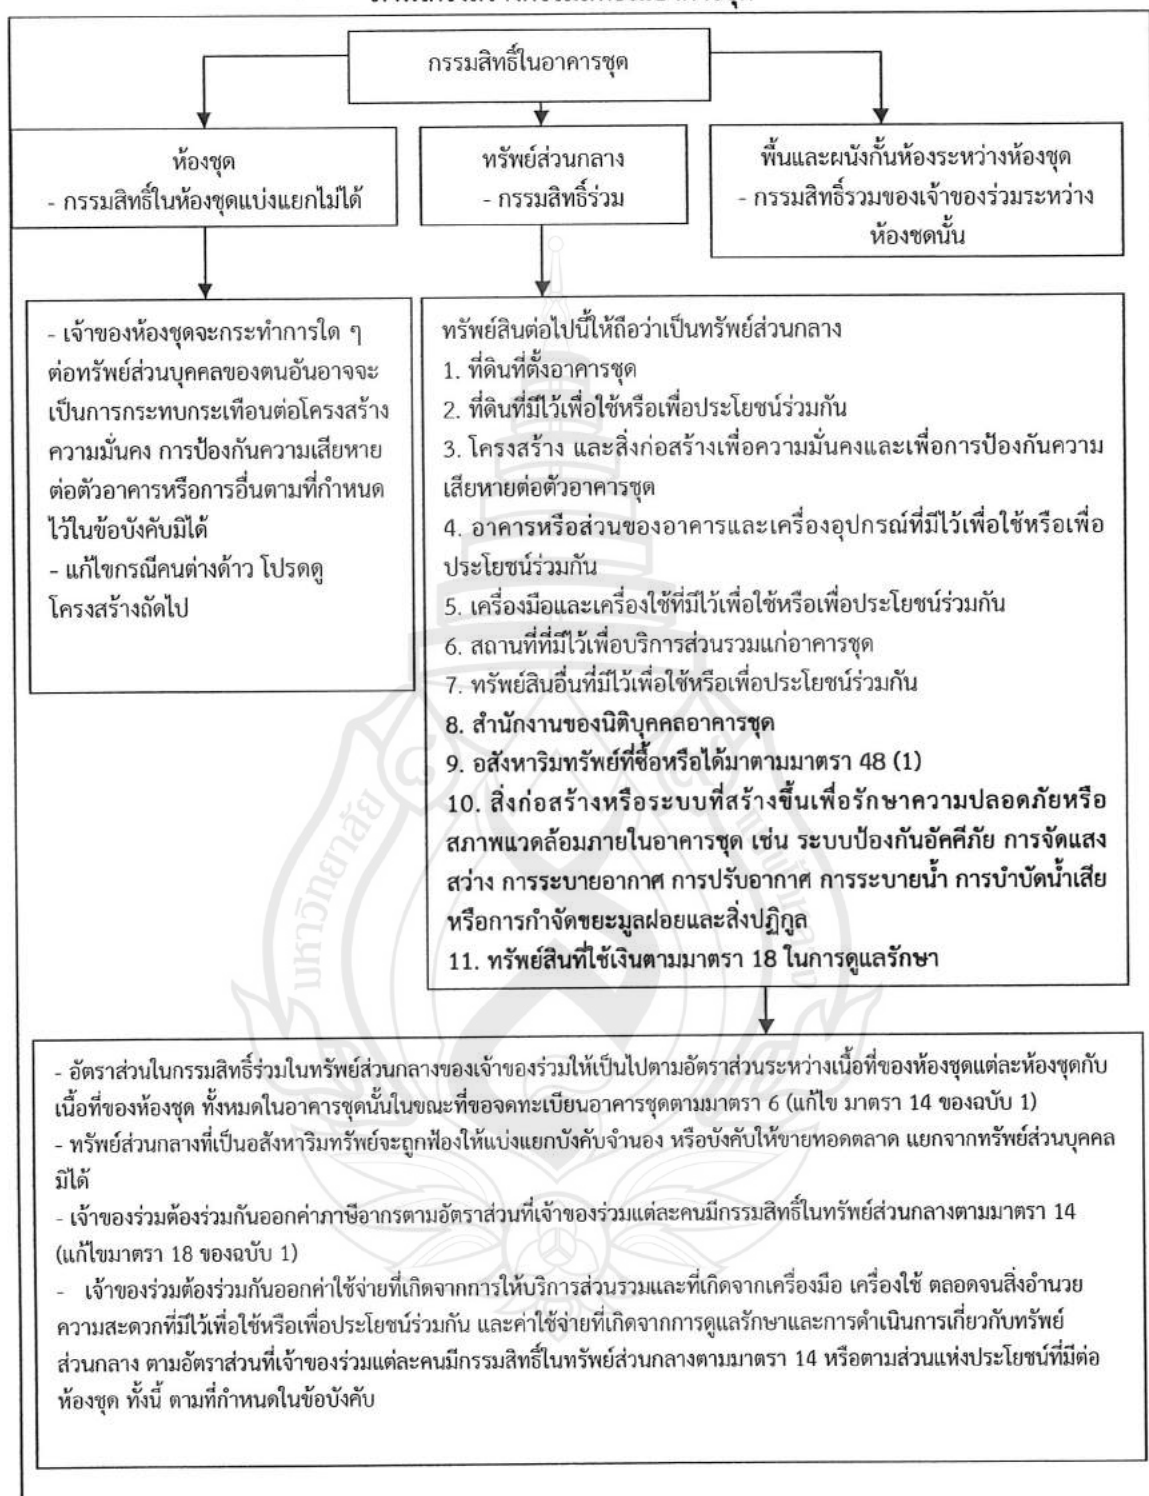 กรรมสิทธิ์ในอาคารชุด
ห้องชุด
- กรรมสิทธิ์ในห้องชุดแบ่งแยกไม่ได้
ทรัพย์ส่วนกลาง
- กรรมสิทธิ์ร่วม
พื้นและผนังกั้นห้องระหว่างห้องชุด
- กรรมสิทธิ์รวมของเจ้าของร่วมระหว่าง
ห้องชดนั้น
- เจ้าของห้องชุดจะกระทำการใด ๆ
ต่อทรัพย์ส่วนบุคคลของตนอันอาจจะ
เป็นการกระทบกระเทือนต่อโครงสร้าง
ความมั่นคง การป้องกันความเสียหาย
ต่อตัวอาคารหรือการอื่นตามที่กำหนด
ไว้ในข้อบังคับมิได้
- แก้ไขกรณีคนต่างด้าว โปรดดู
โครงสร้างถัดไป
ทรัพย์สินต่อไปนี้ให้ถือว่าเป็นทรัพย์ส่วนกลาง
1. ที่ดินที่ตั้งอาคารชุด
2. ที่ดินที่มีไว้เพื่อใช้หรือเพื่อประโยชน์ร่วมกัน
3. โครงสร้าง และสิ่งก่อสร้างเพื่อความมั่นคงและเพื่อการป้องกันความ
เสียหายต่อตัวอาคารชุด
4. อาคารหรือส่วนของอาคารและเครื่องอุปกรณ์ที่มีไว้เพื่อใช้หรือเพื่อ
ประโยชน์ร่วมกัน
5. เครื่องมือและเครื่องใช้ที่มีไว้เพื่อใช้หรือเพื่อประโยชน์ร่วมกัน
6. สถานที่ที่มีไว้เพื่อบริการส่วนรวมแก่อาคารชุด
7. ทรัพย์สินอื่นที่มีไว้เพื่อใช้หรือเพื่อประโยชน์ร่วมกัน
8. สำนักงานของนิติบุคคลอาคารชุด
9. อสังหาริมทรัพย์ที่ซื้อหรือได้มาตามมาตรา 48 (1)
10. สิ่งก่อสร้างหรือระบบที่สร้างขึ้นเพื่อรักษาความปลอดภัยหรือ
สภาพแวดล้อมภายในอาคารชุด เช่น ระบบป้องกันอัคคีภัย การจัดแสง
สว่าง การระบายอากาศ การปรับอากาศ การระบายน้ำ การบำบัดน้ำเสีย
หรือการกำจัดขยะมูลฝอยและสิ่งปฏิกูล
11. ทรัพย์สินที่ใช้เงินตามมาตรา 18 ในการดูแลรักษา
- อัตราส่วนในกรรมสิทธิ์ร่วมในทรัพย์ส่วนกลางของเจ้าของร่วมให้เป็นไปตามอัตราส่วนระหว่างเนื้อที่ของห้องชุดแต่ละห้องชุดกับ
เนื้อที่ของห้องชุด ทั้งหมดในอาคารชุดนั้นในขณะที่ขอจดทะเบียนอาคารชุดตามมาตรา 6 (แก้ไข มาตรา 14 ของฉบับ 1)
- ทรัพย์ส่วนกลางที่เป็นอสังหาริมทรัพย์จะถูกฟ้องให้แบ่งแยกบังคับจำนอง หรือบังคับให้ขายทอดตลาด แยกจากทรัพย์ส่วนบุคคล
มิได้
- เจ้าของร่วมต้องร่วมกันออกค่าภาษีอากรตามอัตราส่วนที่เจ้าของร่วมแต่ละคนมีกรรมสิทธิ์ในทรัพย์ส่วนกลางตามมาตรา 14
(แก้ไขมาตรา 18 ของฉบับ 1)
- เจ้าของร่วมต้องร่วมกันออกค่าใช้จ่ายที่เกิดจากการให้บริการส่วนรวมและที่เกิดจากเครื่องมือ เครื่องใช้ ตลอดจนสิ่งอำนวย
ความสะดวกที่มีไว้เพื่อใช้หรือเพื่อประโยชน์ร่วมกัน และค่าใช้จ่ายที่เกิดจากการดูแลรักษาและการดำเนินการเกี่ยวกับทรัพย์
ส่วนกลาง ตามอัตราส่วนที่เจ้าของร่วมแต่ละคนมีกรรมสิทธิ์ในทรัพย์ส่วนกลางตามมาตรา 14 หรือตามส่วนแห่งประโยชน์ที่มีต่อ
ห้องชุด ทั้งนี้ ตามที่กำหนดในข้อบังคับ
มหาวิทยาลัย